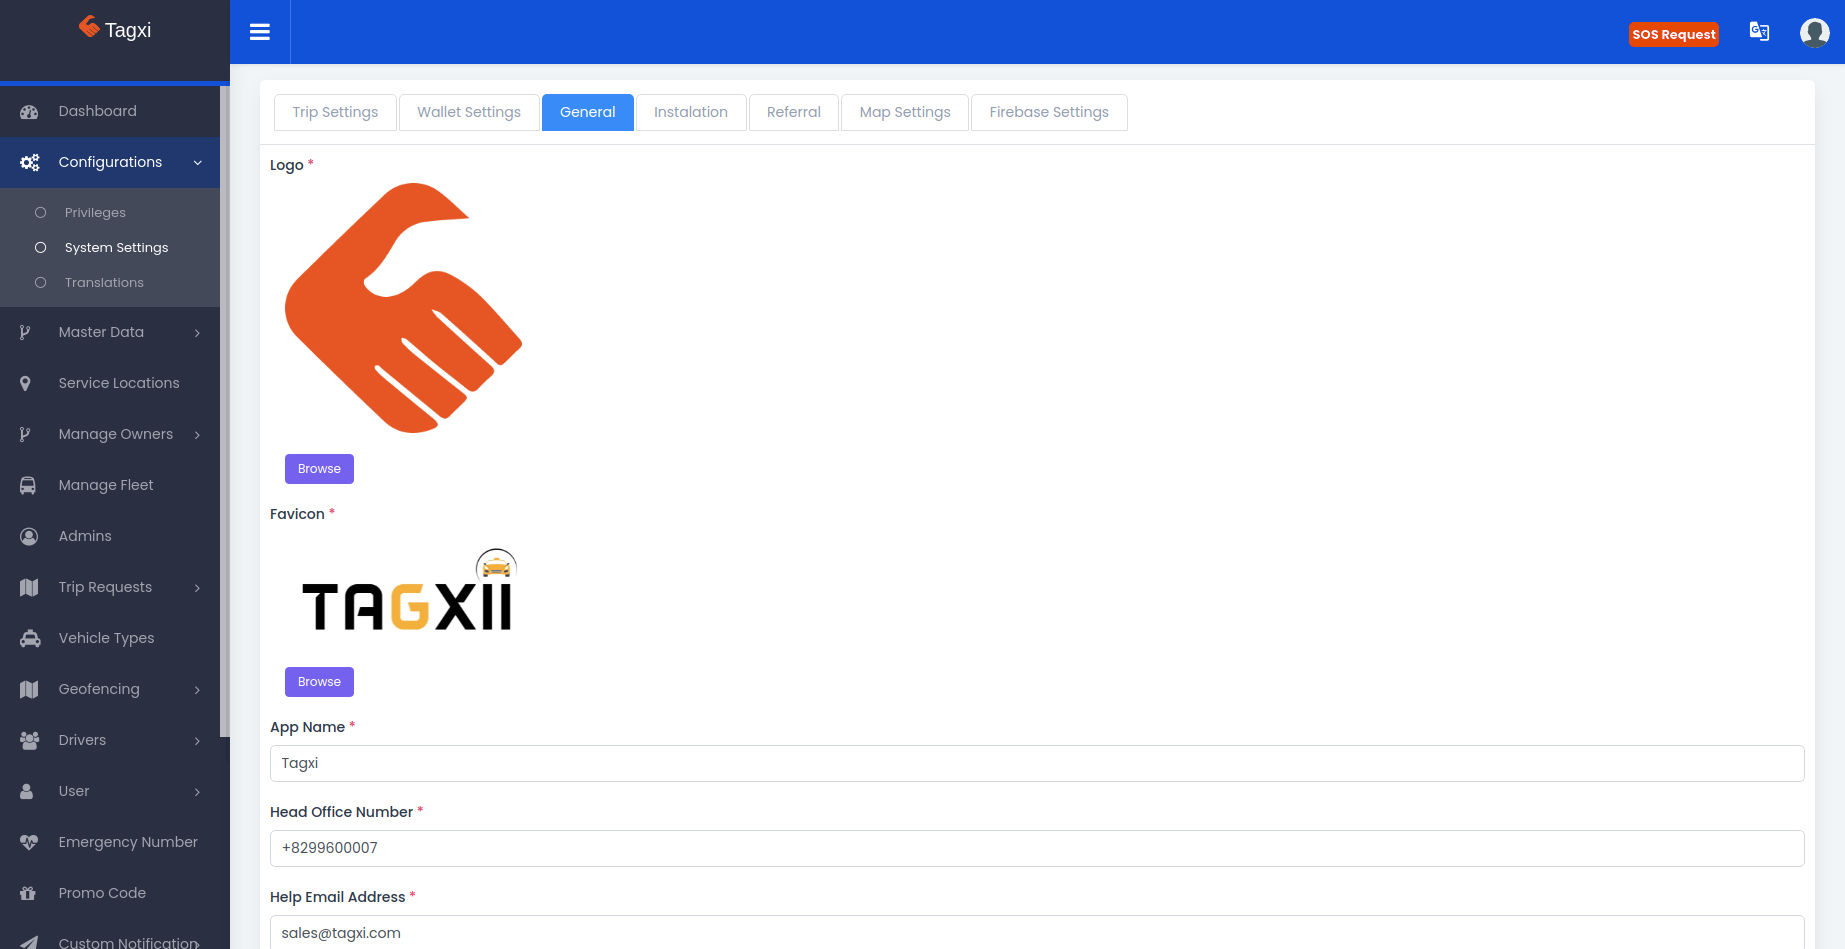 Tagxi
SOS Request
Dashboard
Configurations
Privileges
System Settings
Translations
Master Data
Service Locations
Manage Owners
Manage Fleet
Admins
Trip Requests
Vehicle Types
Geofencing
Drivers
User
Emergency Number
Promo Code
Custom Notification
Trip Settings
Wallet Settings
General
Instalation
Referral
Map Settings
Firebase Settings
Logo *
Browse
Favicon *
TAGXII
Browse
App Name *
Tagxi
Head Office Number *
+8299600007
Help Email Address *
sales@tagxi.com